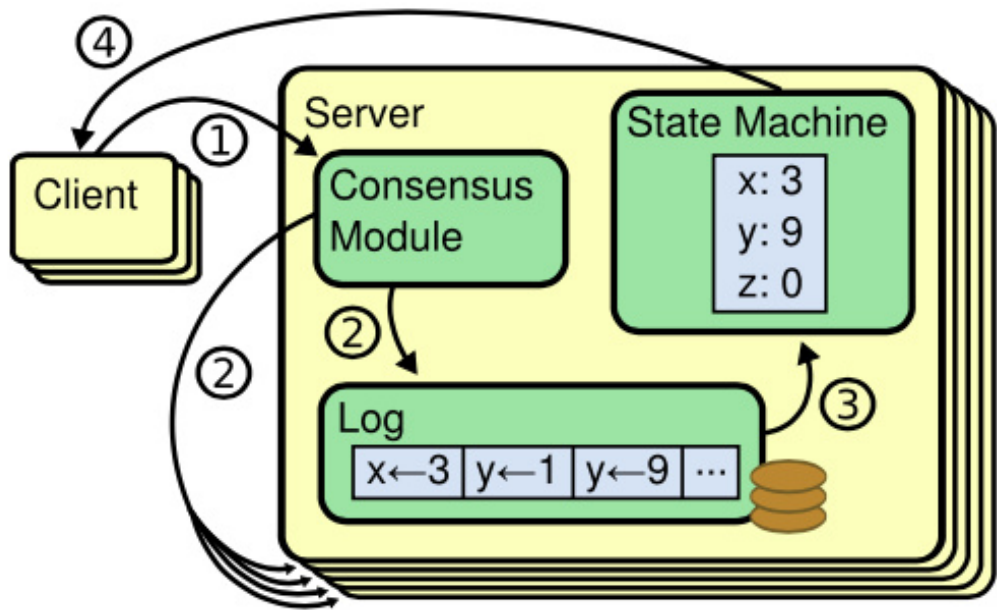 ④
①
Server
State Machine
Client
Consensus
Module
x: 3
y: 9
z: 0
②
②
③
Log
x←3 y←1 y←9 ...